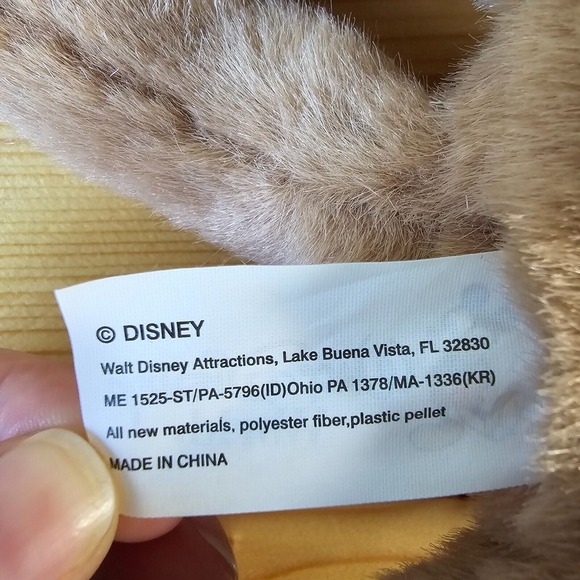 © DISNEY
Walt Disney Attractions, Lake Buena Vista, FL 32830
ME 1525-ST/PA-5796(ID)Ohio PA 1378/MA-1336(KR)
All new materials, polyester fiber,plastic pellet
MADE IN CHINA